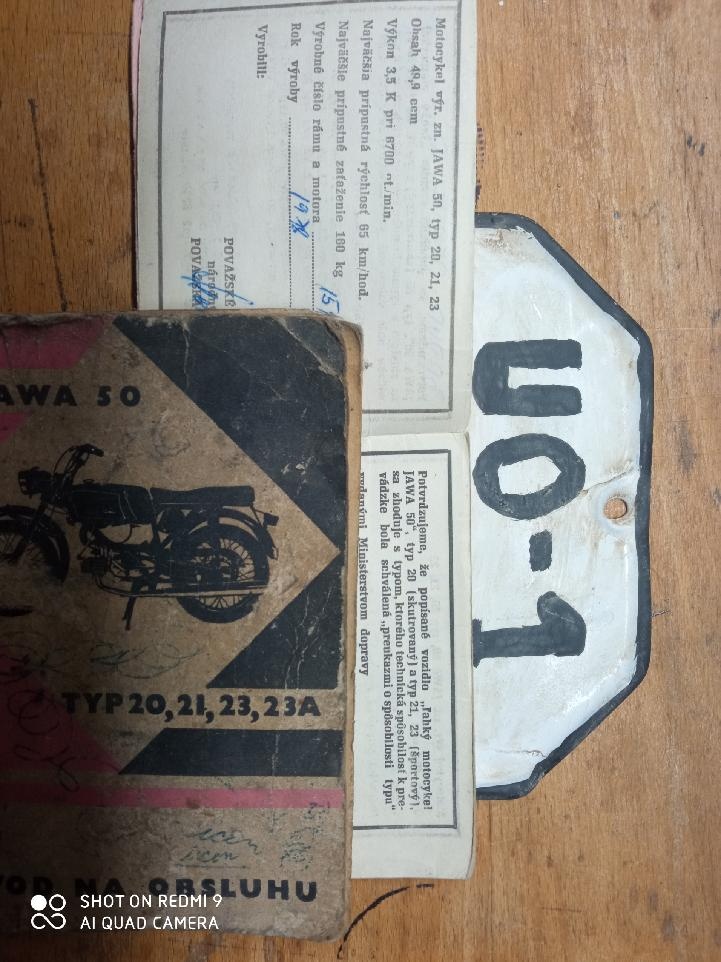 Motocykel výr. zn. JAWA 50, typ 20, 21, 23
Obsah 49,9 ccm
Výkon 3,5 K pri 6700 ot./min.
Najväčšia prípustná rýchlosť 65 km/hod.
Najväčšie prípustné zaťaženie 160 kg
Výrobné číslo rámu a motora
Rok výroby 1978
Vyrobili:
POVAŽSKÉ
Potvrdzujeme, že popísané vozidlo „ľahký motocykel
JAWA 50", typ 20 (skutrovaný) a typ 21, 23 (športový),
sa zhoduje s typom, ktorého technická spôsobilosť k pre-
vádzke bola schválená „preukazmi o spôsobilosti typu"
vydanými Ministerstvom dopravy
UO-1
AWA 50
TYP 20, 21, 23, 23A
VOD NA OBSLUHU
SHOT ON REDMI 9
AI QUAD CAMERA